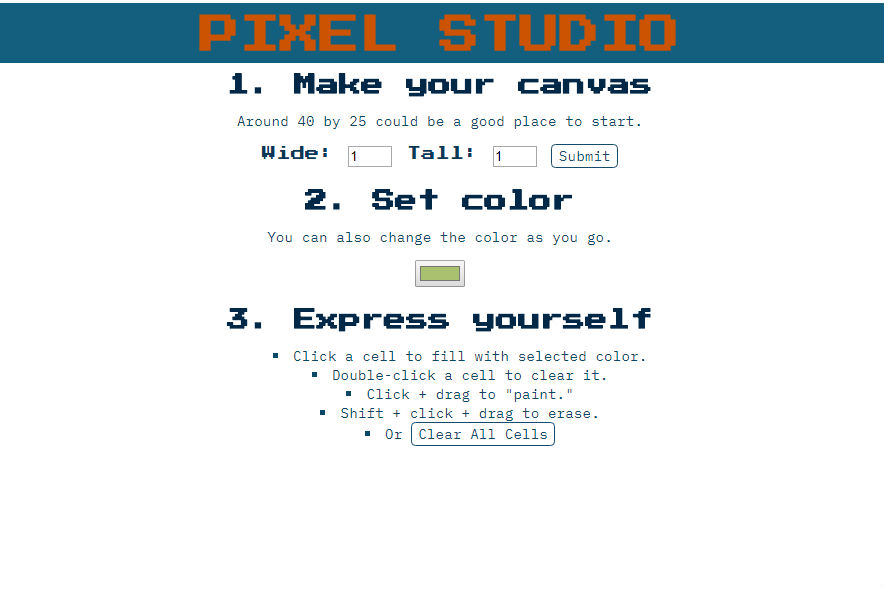 PIXEL STUDIO
1. Make your canvas
Around 40 by 25 could be a good place to start.
Wide: 1 Tall: 1 Submit
2. Set color
You can also change the color as you go.
3. Express yourself
▪ Click a cell to fill with selected color.
▪ Double-click a cell to clear it.
▪ Click + drag to "paint."
▪ Shift + click + drag to erase.
▪ Or Clear All Cells